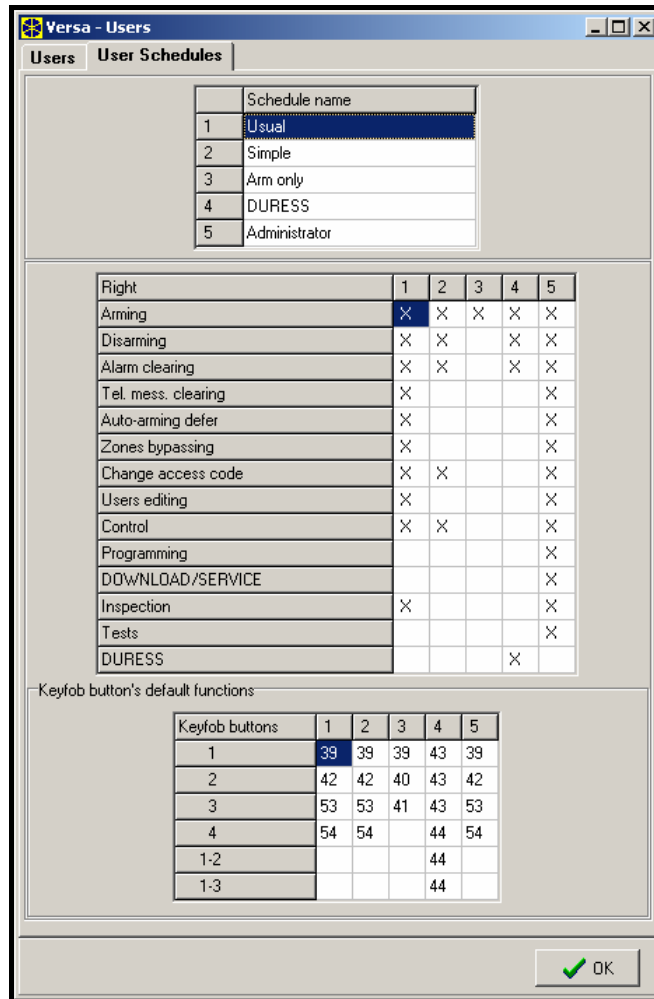 Versa - Users
Users User Schedules
Schedule name
1 Usual
2 Simple
3 Arm only
4 DURESS
5 Administrator
Right 1 2 3 4 5
Arming X X X X X
Disarming X X X X
Alarm clearing X X X X
Tel. mess. clearing X X
Auto-arming defer X X
Zones bypassing X X
Change access code X X X
Users editing X X
Control X X X
Programming X
DOWNLOAD/SERVICE X
Inspection X X
Tests X
DURESS X
Keyfob button's default functions
Keyfob buttons 1 2 3 4 5
1 39 39 39 43 39
2 42 42 40 43 42
3 53 53 41 43 53
4 54 54 44 54
1-2 44
1-3 44
OK